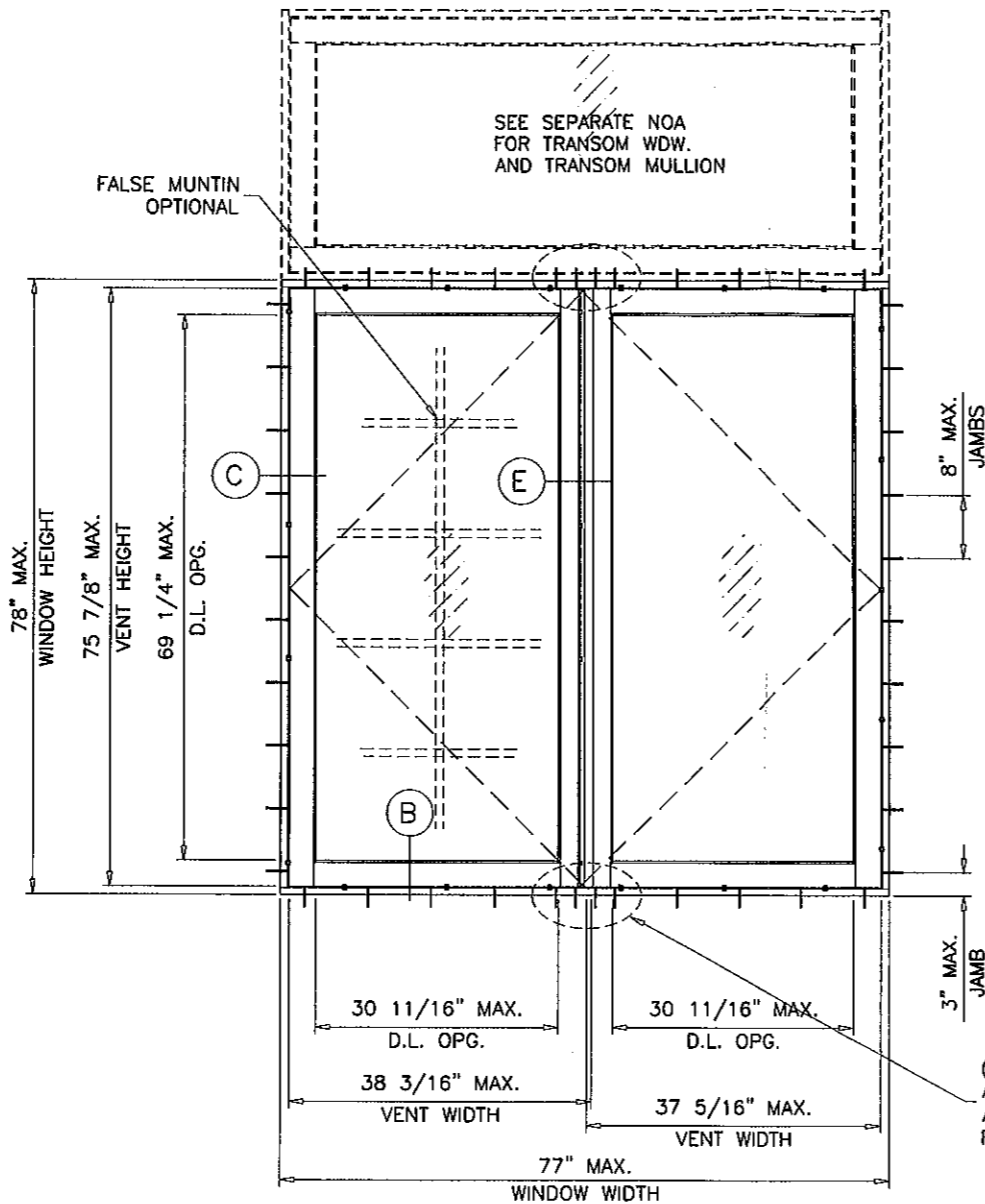 SEE SEPARATE NOA
FOR TRANSOM WDW.
AND TRANSOM MULLION
FALSE MUNTIN
OPTIONAL
C
E
B
78" MAX.
WINDOW HEIGHT
75 7/8" MAX.
VENT HEIGHT
69 1/4" MAX.
D.L. OPG.
8" MAX.
JAMBS
3" MAX.
JAMB
30 11/16" MAX.
D.L. OPG.
30 11/16" MAX.
D.L. OPG.
38 3/16" MAX.
VENT WIDTH
37 5/16" MAX.
VENT WIDTH
77" MAX.
WINDOW WIDTH